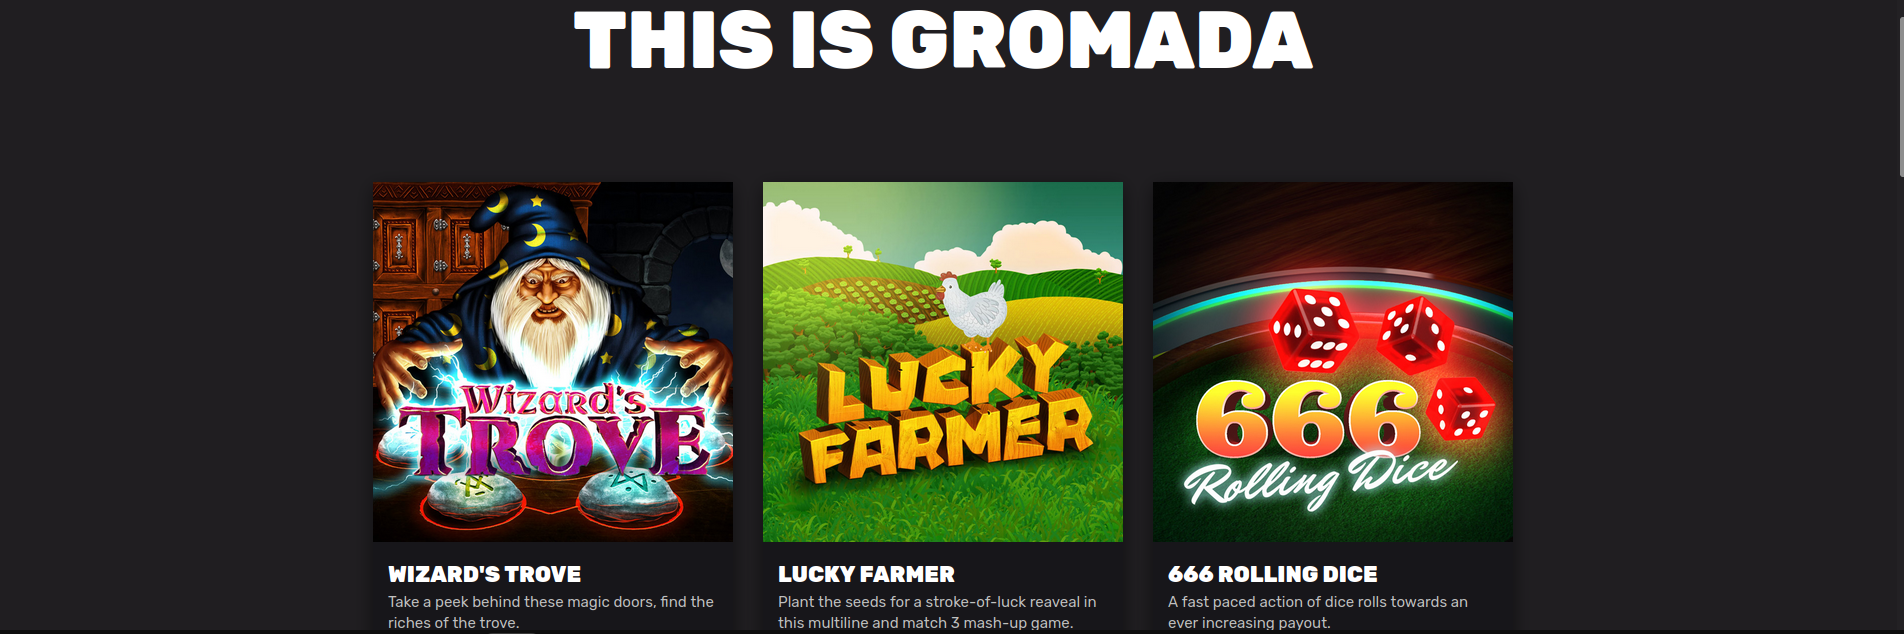 THIS IS GROMADA
Wizard's
TROVE
LUCKY
FARMER
666
Rolling Dice
WIZARD'S TROVE
Take a peek behind these magic doors, find the
riches of the trove.
LUCKY FARMER
Plant the seeds for a stroke-of-luck reaveal in
this multiline and match 3 mash-up game.
666 ROLLING DICE
A fast paced action of dice rolls towards an
ever increasing payout.